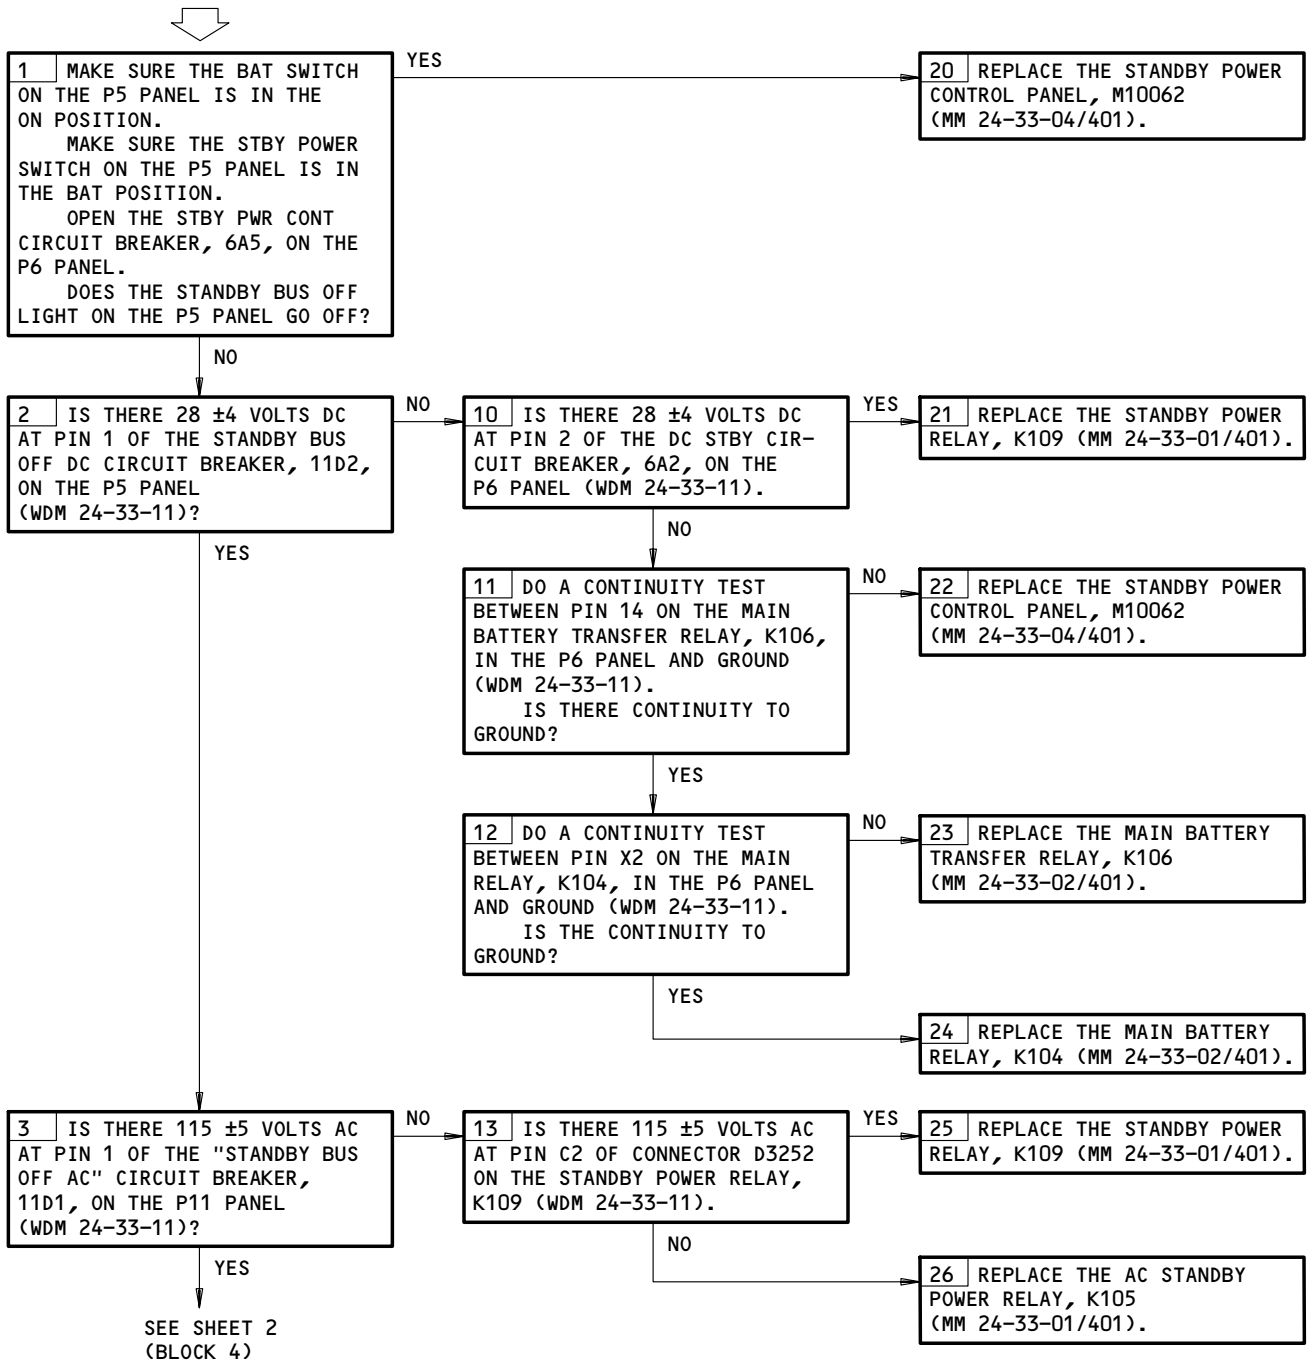 YES
1 MAKE SURE THE BAT SWITCH
ON THE P5 PANEL IS IN THE
ON POSITION.
MAKE SURE THE STBY POWER
SWITCH ON THE P5 PANEL IS IN
THE BAT POSITION.
OPEN THE STBY PWR CONT
CIRCUIT BREAKER, 6A5, ON THE
P6 PANEL.
DOES THE STANDBY BUS OFF
LIGHT ON THE P5 PANEL GO OFF?
20 REPLACE THE STANDBY POWER
CONTROL PANEL, M10062
(MM 24-33-04/401).
NO
2 IS THERE 28 ±4 VOLTS DC
AT PIN 1 OF THE STANDBY BUS
OFF DC CIRCUIT BREAKER, 11D2,
ON THE P5 PANEL
(WDM 24-33-11)?
NO
10 IS THERE 28 ±4 VOLTS DC
AT PIN 2 OF THE DC STBY CIR-
CUIT BREAKER, 6A2, ON THE
P6 PANEL (WDM 24-33-11).
YES
21 REPLACE THE STANDBY POWER
RELAY, K109 (MM 24-33-01/401).
YES
NO
11 DO A CONTINUITY TEST
BETWEEN PIN 14 ON THE MAIN
BATTERY TRANSFER RELAY, K106,
IN THE P6 PANEL AND GROUND
(WDM 24-33-11).
IS THERE CONTINUITY TO
GROUND?
NO
22 REPLACE THE STANDBY POWER
CONTROL PANEL, M10062
(MM 24-33-04/401).
YES
12 DO A CONTINUITY TEST
BETWEEN PIN X2 ON THE MAIN
RELAY, K104, IN THE P6 PANEL
AND GROUND (WDM 24-33-11).
IS THE CONTINUITY TO
GROUND?
NO
23 REPLACE THE MAIN BATTERY
TRANSFER RELAY, K106
(MM 24-33-02/401).
YES
24 REPLACE THE MAIN BATTERY
RELAY, K104 (MM 24-33-02/401).
3 IS THERE 115 ±5 VOLTS AC
AT PIN 1 OF THE "STANDBY BUS
OFF AC" CIRCUIT BREAKER,
11D1, ON THE P11 PANEL
(WDM 24-33-11)?
NO
13 IS THERE 115 ±5 VOLTS AC
AT PIN C2 OF CONNECTOR D3252
ON THE STANDBY POWER RELAY,
K109 (WDM 24-33-11).
YES
25 REPLACE THE STANDBY POWER
RELAY, K109 (MM 24-33-01/401).
YES
NO
26 REPLACE THE AC STANDBY
POWER RELAY, K105
(MM 24-33-01/401).
SEE SHEET 2
(BLOCK 4)